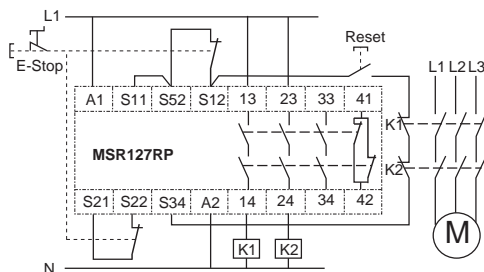 L1
E-Stop
Reset
A1 S11 S52 S12 13 23 33 41
L1 L2 L3
K1
MSR127RP
K2
S21 S22 S34 A2 14 24 34 42
K1 K2
M
N